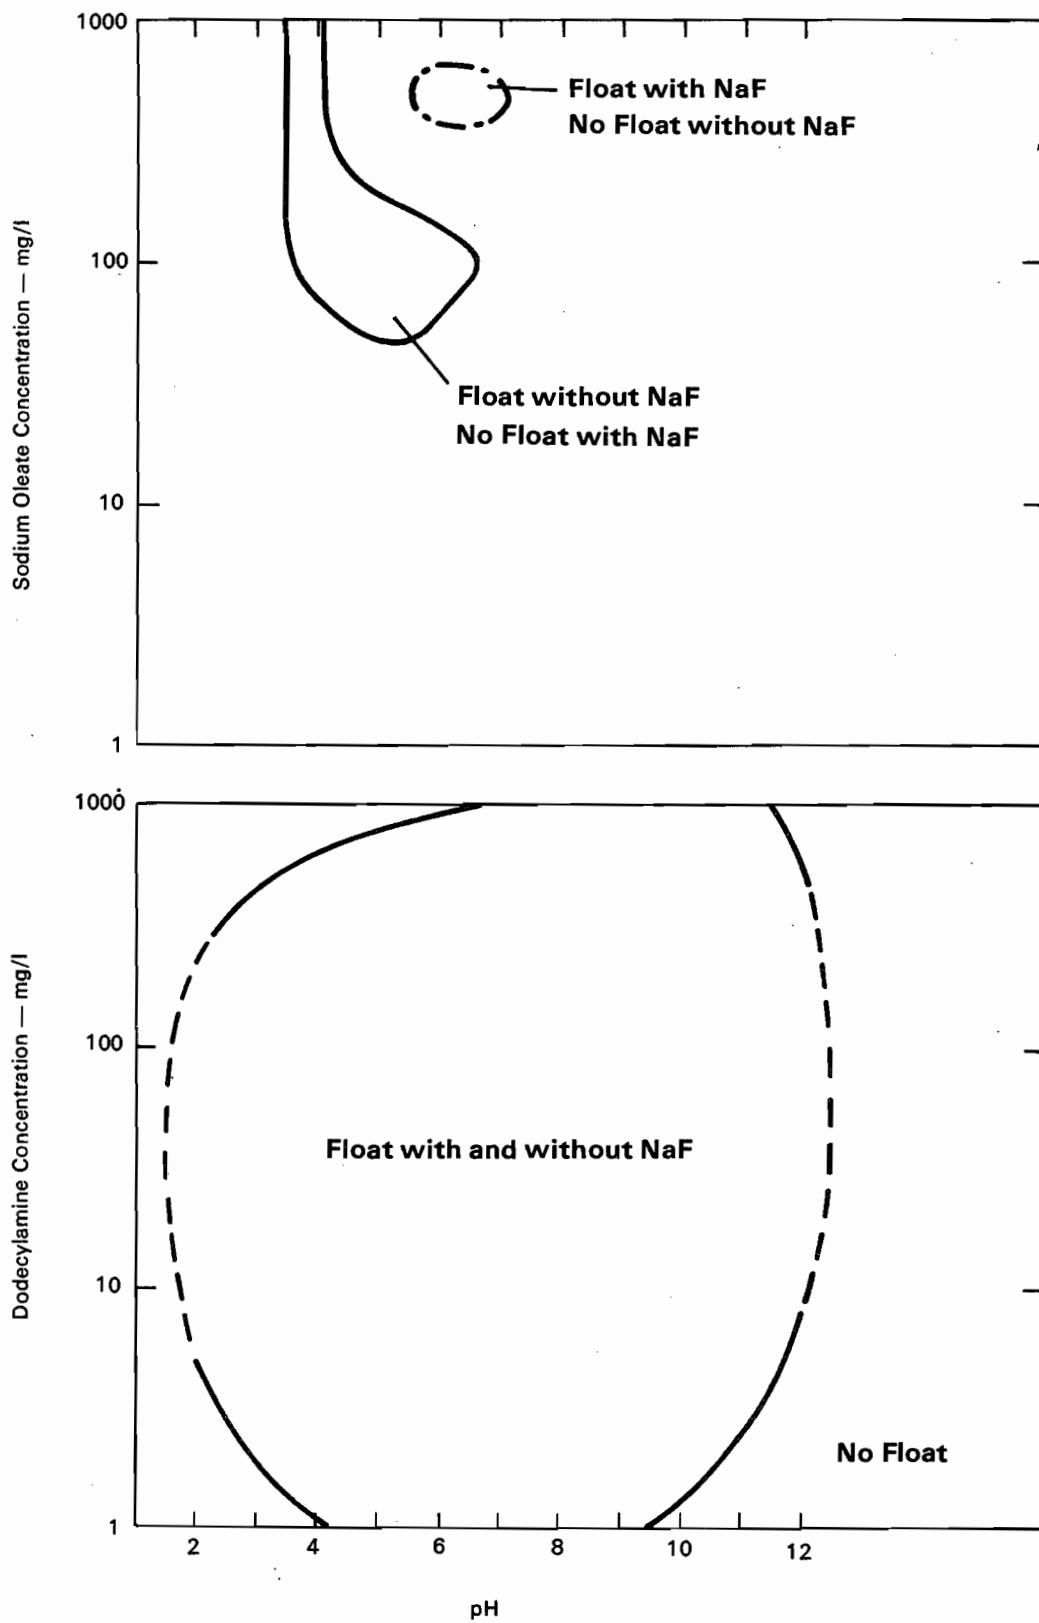 1000
100
10
1
Sodium Oleate Concentration — mg/l
Float with NaF
No Float without NaF
Float without NaF
No Float with NaF
1000
100
10
1
Dodecylamine Concentration — mg/l
Float with and without NaF
No Float
2 4 6 8 10 12
pH